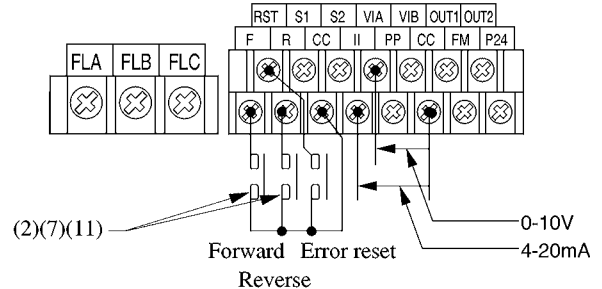 RST S1 S2 VIA VIB OUT1 OUT2
F R CC II PP CC FM P24
FLA FLB FLC
(2)(7)(11)
0-10V
Forward Error reset
4-20mA
Reverse